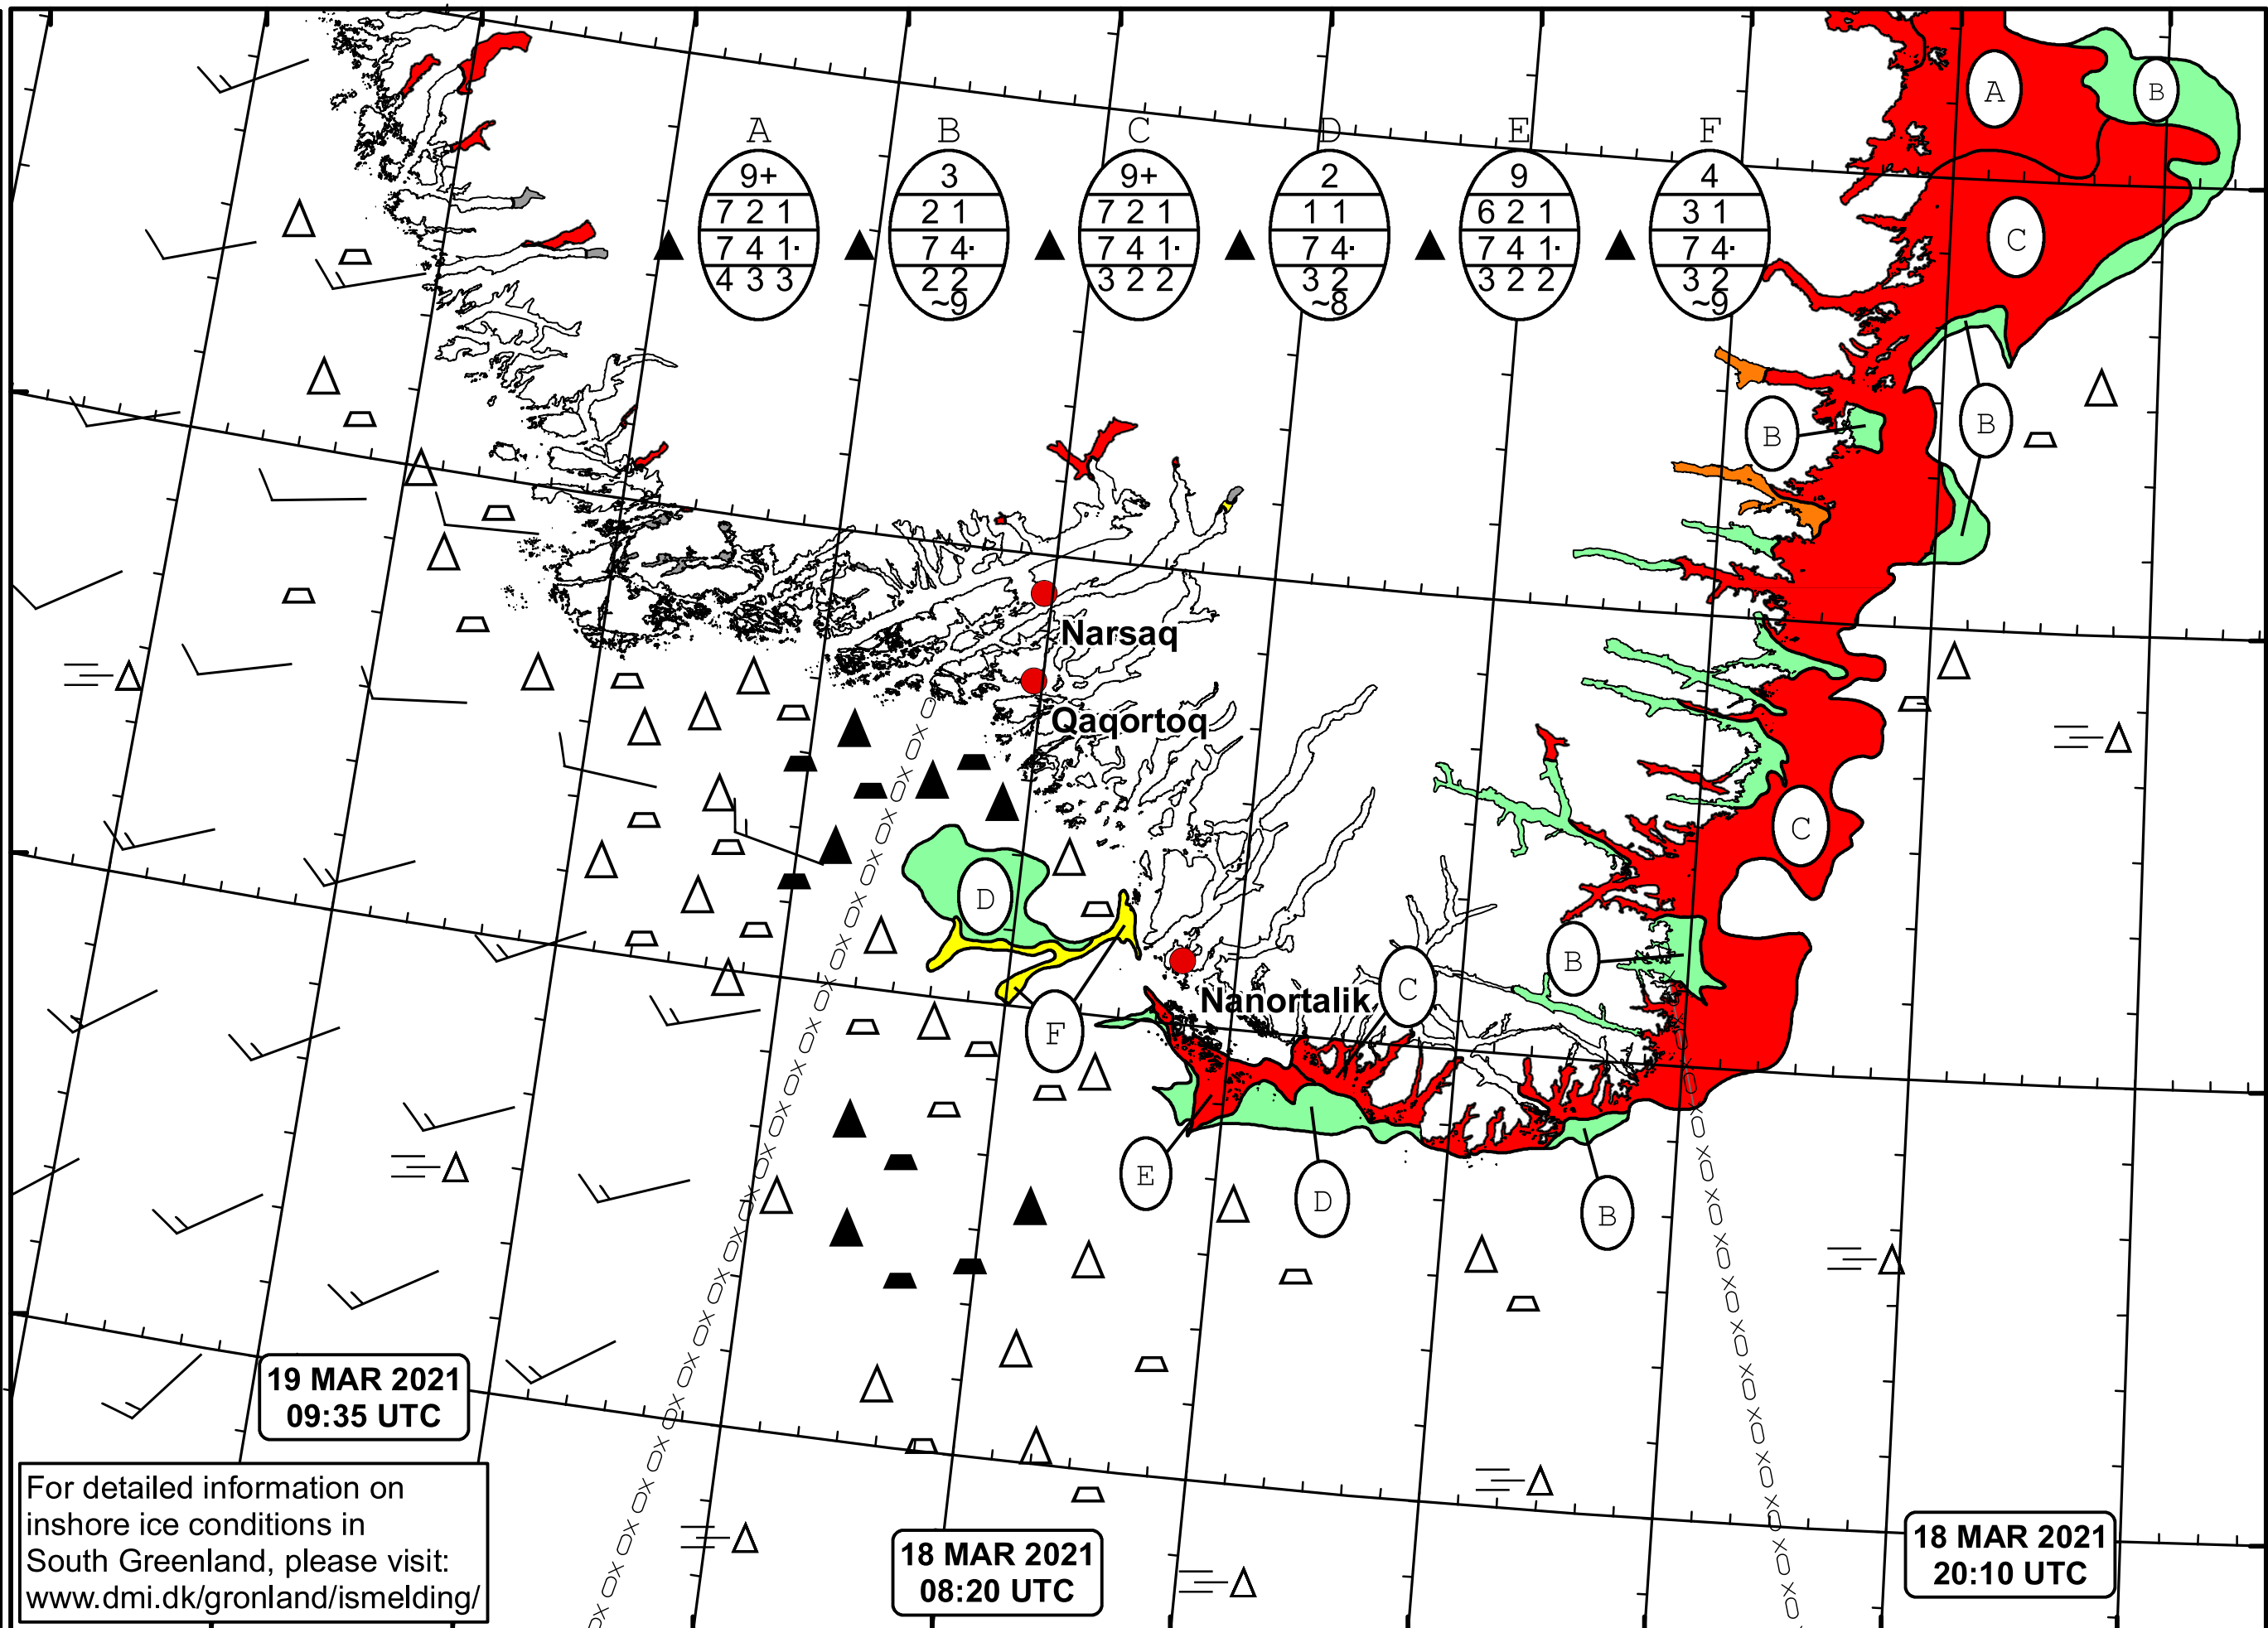 A B C D E F
9+ 3 9+ 2 9 4
7 2 1 2 1 7 2 1 1 1 6 2 1 3 1
7 4 1· 7 4· 7 4 1· 7 4· 7 4 1· 7 4·
4 3 3 2 2 3 2 2 3 2 3 2 2 3 2
~9 ~8 ~9
A
B
C
B
B
Narsaq
Qaqortoq
C
D
B
Nanortalik
C
F
E
D
B
19 MAR 2021
09:35 UTC
For detailed information on
inshore ice conditions in
South Greenland, please visit:
www.dmi.dk/gronland/ismelding/
18 MAR 2021
08:20 UTC
18 MAR 2021
20:10 UTC